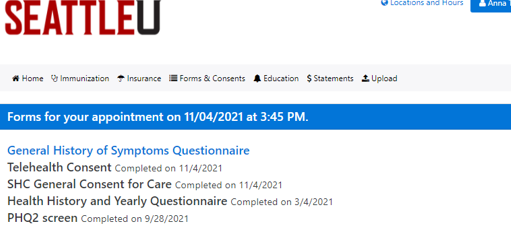 SEATTLEU
Locations and Hours
Anna
Home Immunization Insurance Forms & Consents Education Statements Upload
Forms for your appointment on 11/04/2021 at 3:45 PM.
General History of Symptoms Questionnaire
Telehealth Consent Completed on 11/4/2021
SHC General Consent for Care Completed on 11/4/2021
Health History and Yearly Questionnaire Completed on 3/4/2021
PHQ2 screen Completed on 9/28/2021